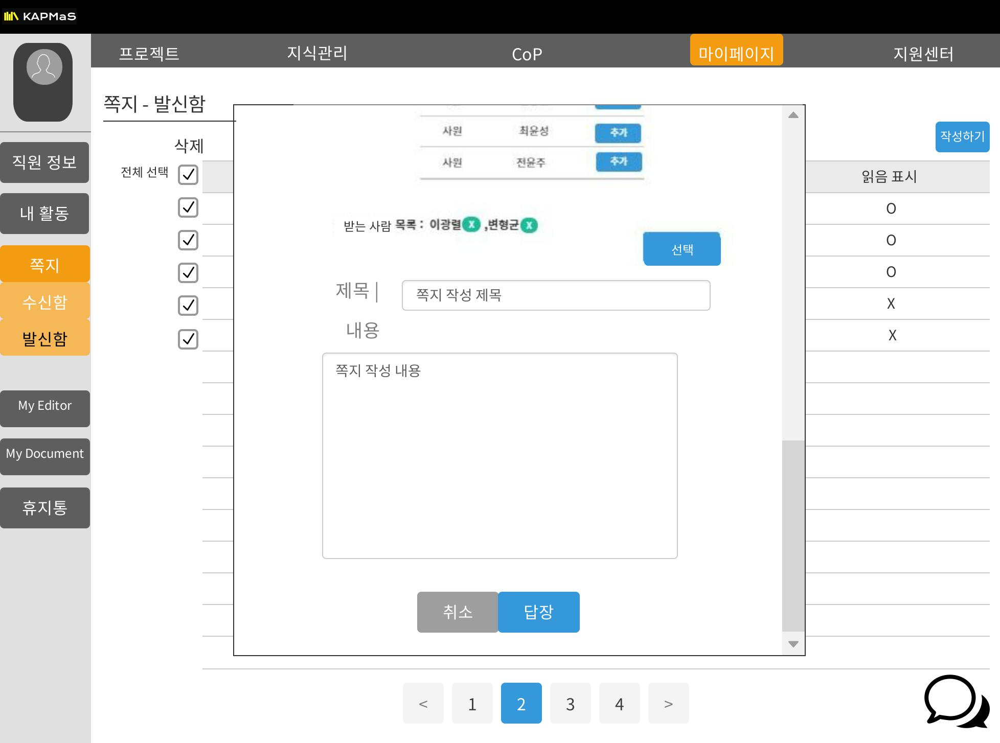 KAPMaS
프로젝트
지식관리
CoP
마이페이지
지원센터
쪽지 - 발신함
작성하기
삭제
전체 선택
읽음 표시
O
O
O
X
X
직원 정보
내 활동
쪽지
수신함
발신함
My Editor
My Document
휴지통
사원 최윤성 추가
사원 전윤주 추가
받는 사람 목록 : 이광렬 X ,변형균 X
선택
제목 |
쪽지 작성 제목
내용
쪽지 작성 내용
취소 답장
< 1 2 3 4 >